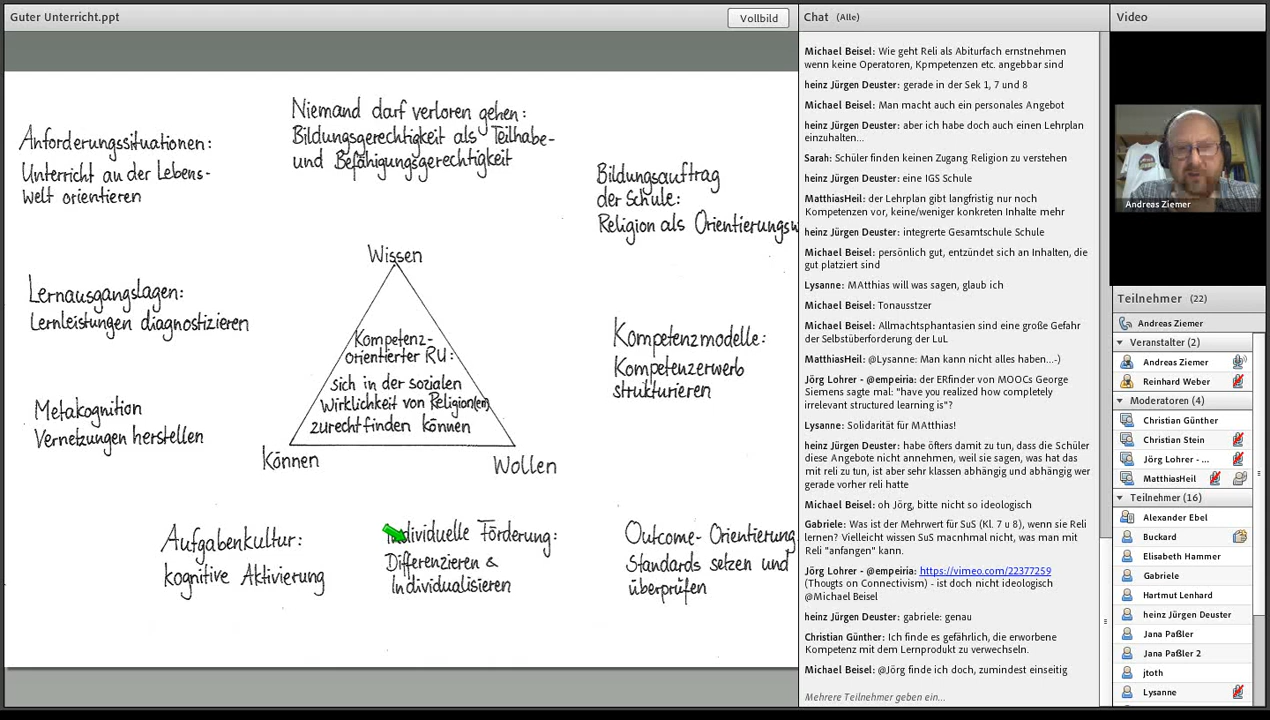 Guter Unterricht.ppt
Vollbild
Niemand darf verloren gehen:
Bildungsgerechtigkeit als Teilhabe-
und Befähigungsgerechtigkeit
Anforderungssituationen:
Unterricht an der Lebens-
welt orientieren
Bildungsauftrag
der Schule:
Religion als Orientierungsw
Wissen
Lernausgangslagen:
Lernleistungen diagnostizieren
Kompetenz-
orientierter RU:
sich in der sozialen
Wirklichkeit von Religion(en)
zurechtfinden können
Kompetenzmodelle:
Kompetenzerwerb
strukturieren
Metakognition
Vernetzungen herstellen
Können
Wollen
Aufgabenkultur:
kognitive Aktivierung
Individuelle Förderung:
Differenzieren &
Individualisieren
Outcome-Orientierung
Standards setzen und
überprüfen
Chat (Alle)
Michael Beisel: Wie geht Reli als Abiturfach ernstnehmen
wenn keine Operatoren, Kpmpetenzen etc. angebbar sind
heinz Jürgen Deuster: gerade in der Sek 1, 7 und 8
Michael Beisel: Man macht auch ein personales Angebot
heinz Jürgen Deuster: aber ich habe doch auch einen Lehrplan
einzuhalten...
Sarah: Schüler finden keinen Zugang Religion zu verstehen
heinz Jürgen Deuster: eine IGS Schule
MatthiasHeil: der Lehrplan gibt langfristig nur noch
Kompetenzen vor, keine/weniger konkreten Inhalte mehr
heinz Jürgen Deuster: integrerte Gesamtschule Schule
Michael Beisel: persönlich gut, entzündet sich an Inhalten, die
gut platziert sind
Lysanne: MAtthias will was sagen, glaub ich
Michael Beisel: Tonausstzer
Michael Beisel: Allmachtsphantasien sind eine große Gefahr
der Selbstüberforderung der LuL
MatthiasHeil: @Lysanne: Man kann nicht alles haben...-)
Jörg Lohrer - @empeiria: der ERfinder von MOOCs George
Siemens sagte mal: "have you realized how completely
irrelevant structured learning is"?
Lysanne: Solidarität für MAtthias!
heinz Jürgen Deuster: habe öfters damit zu tun, dass die Schüler
diese Angebote nicht annehmen, weil sie sagen, was hat das
mit reli zu tun, ist aber sehr klassen abhängig und abhängig wer
gerade vorher reli hatte
Michael Beisel: oh Jörg, bitte nicht so ideologisch
Gabriele: Was ist der Mehrwert für SuS (Kl. 7 u 8), wenn sie Reli
lernen? Vielleicht wissen SuS macnhmal nicht, was man mit
Reli "anfangen" kann.
Jörg Lohrer - @empeiria: https://vimeo.com/22377259
(Thougts on Connectivism) - ist doch nicht ideologisch
@Michael Beisel
heinz Jürgen Deuster: gabriele: genau
Christian Günther: Ich finde es gefährlich, die erworbene
Kompetenz mit dem Lernprodukt zu verwechseln.
Michael Beisel: @Jörg finde ich doch, zumindest einseitig
Mehrere Teilnehmer geben ein...
Video
Andreas Ziemer
Teilnehmer (22)
Andreas Ziemer
Veranstalter (2)
Andreas Ziemer
Reinhard Weber
Moderatoren (4)
Christian Günther
Christian Stein
Jörg Lohrer - ...
MatthiasHeil
Teilnehmer (16)
Alexander Ebel
Buckard
Elisabeth Hammer
Gabriele
Hartmut Lenhard
heinz Jürgen Deuster
Jana Paßler
Jana Paßler 2
jtoth
Lysanne